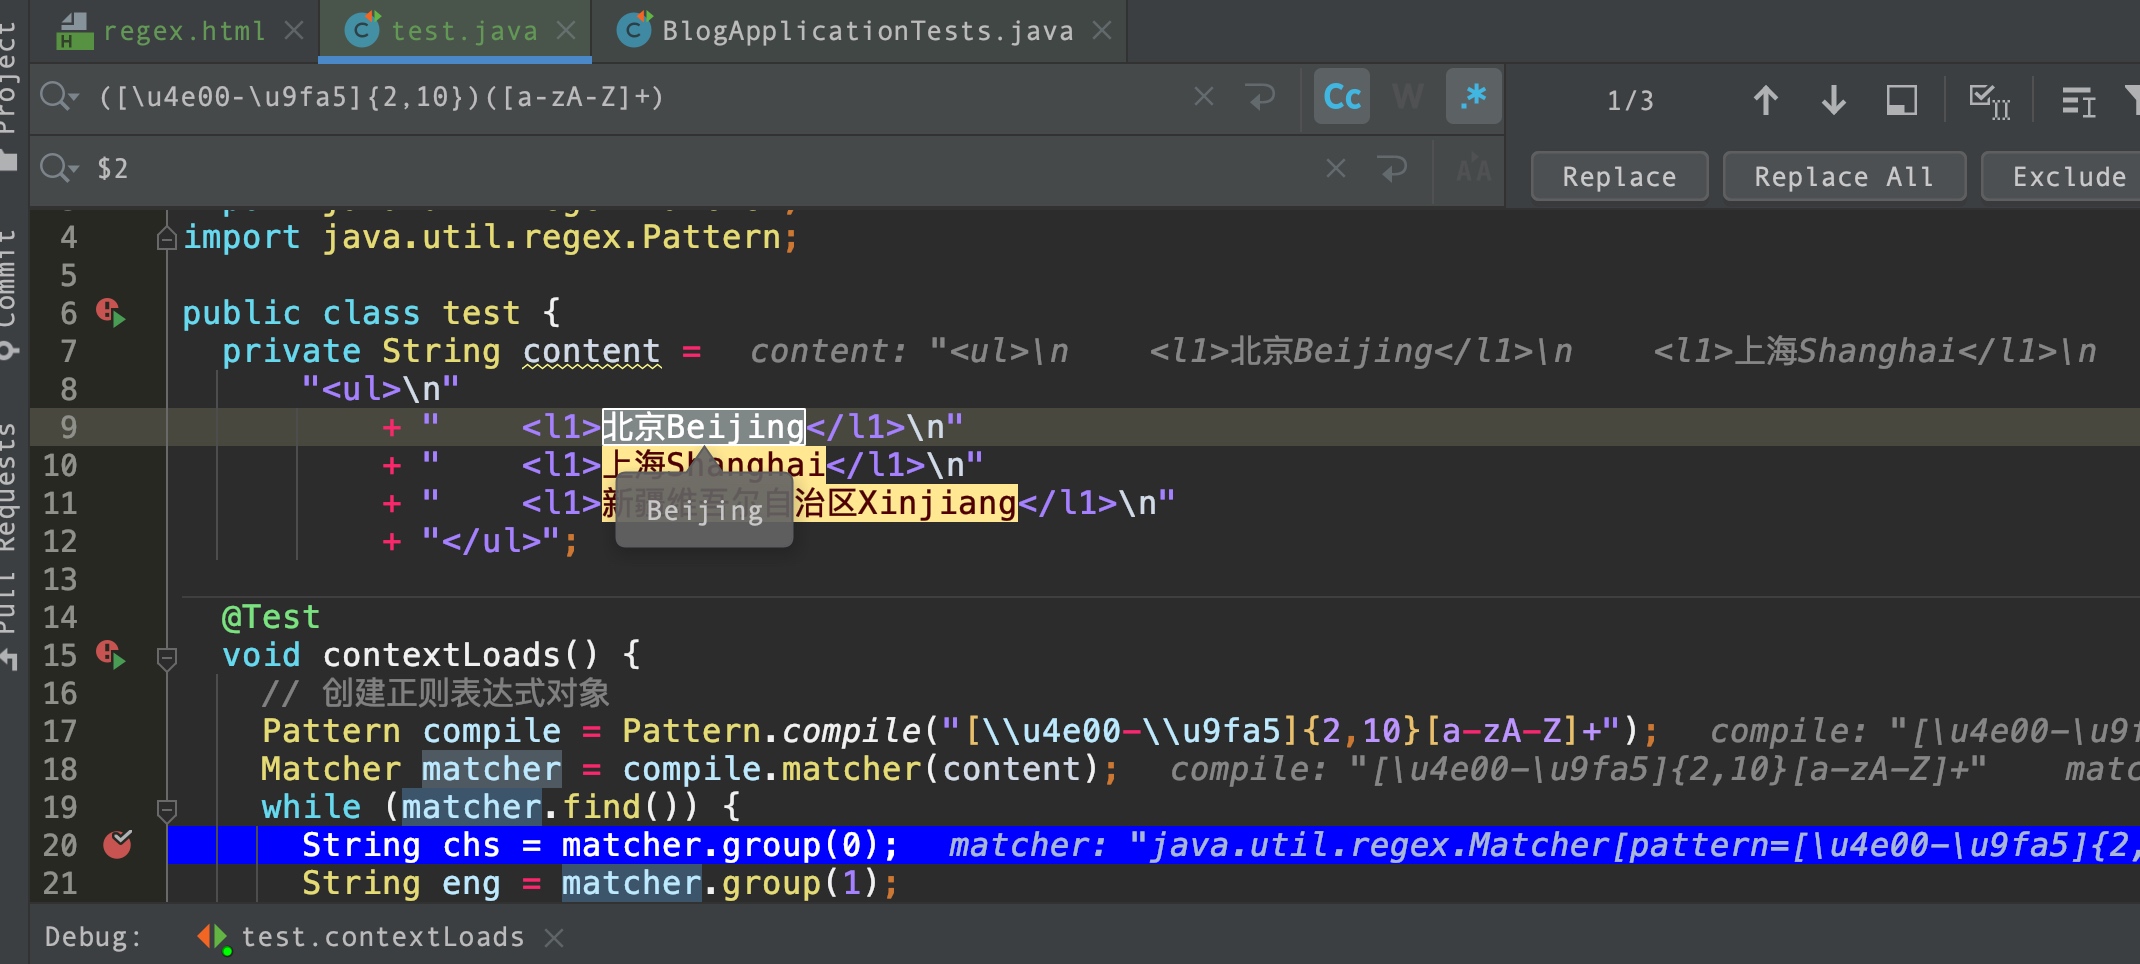 regex.html
test.java
BlogApplicationTests.java
([\u4e00-\u9fa5]{2,10})([a-zA-Z]+)
Cc
W
.*
1/3
$2
Replace
Replace All
Exclude
Project
Commit
Pull Requests
4 import java.util.regex.Pattern;
5
6 public class test {
7 private String content = content: "<ul>\n <l1>北京Beijing</l1>\n <l1>上海Shanghai</l1>\n
8 "<ul>\n"
9 + " <l1>北京Beijing</l1>\n"
10 + " <l1>上海Shanghai</l1>\n"
11 + " <l1>新疆维吾尔自治区Xinjiang</l1>\n"
Beijing
12 + "</ul>";
13
14 @Test
15 void contextLoads() {
16 // 创建正则表达式对象
17 Pattern compile = Pattern.compile("[\\u4e00-\\u9fa5]{2,10}[a-zA-Z]+"); compile: "[\u4e00-\u9f
18 Matcher matcher = compile.matcher(content); compile: "[\u4e00-\u9fa5]{2,10}[a-zA-Z]+" matc
19 while (matcher.find()) {
20 String chs = matcher.group(0); matcher: "java.util.regex.Matcher[pattern=[\u4e00-\u9fa5]{2,
21 String eng = matcher.group(1);
Debug: test.contextLoads